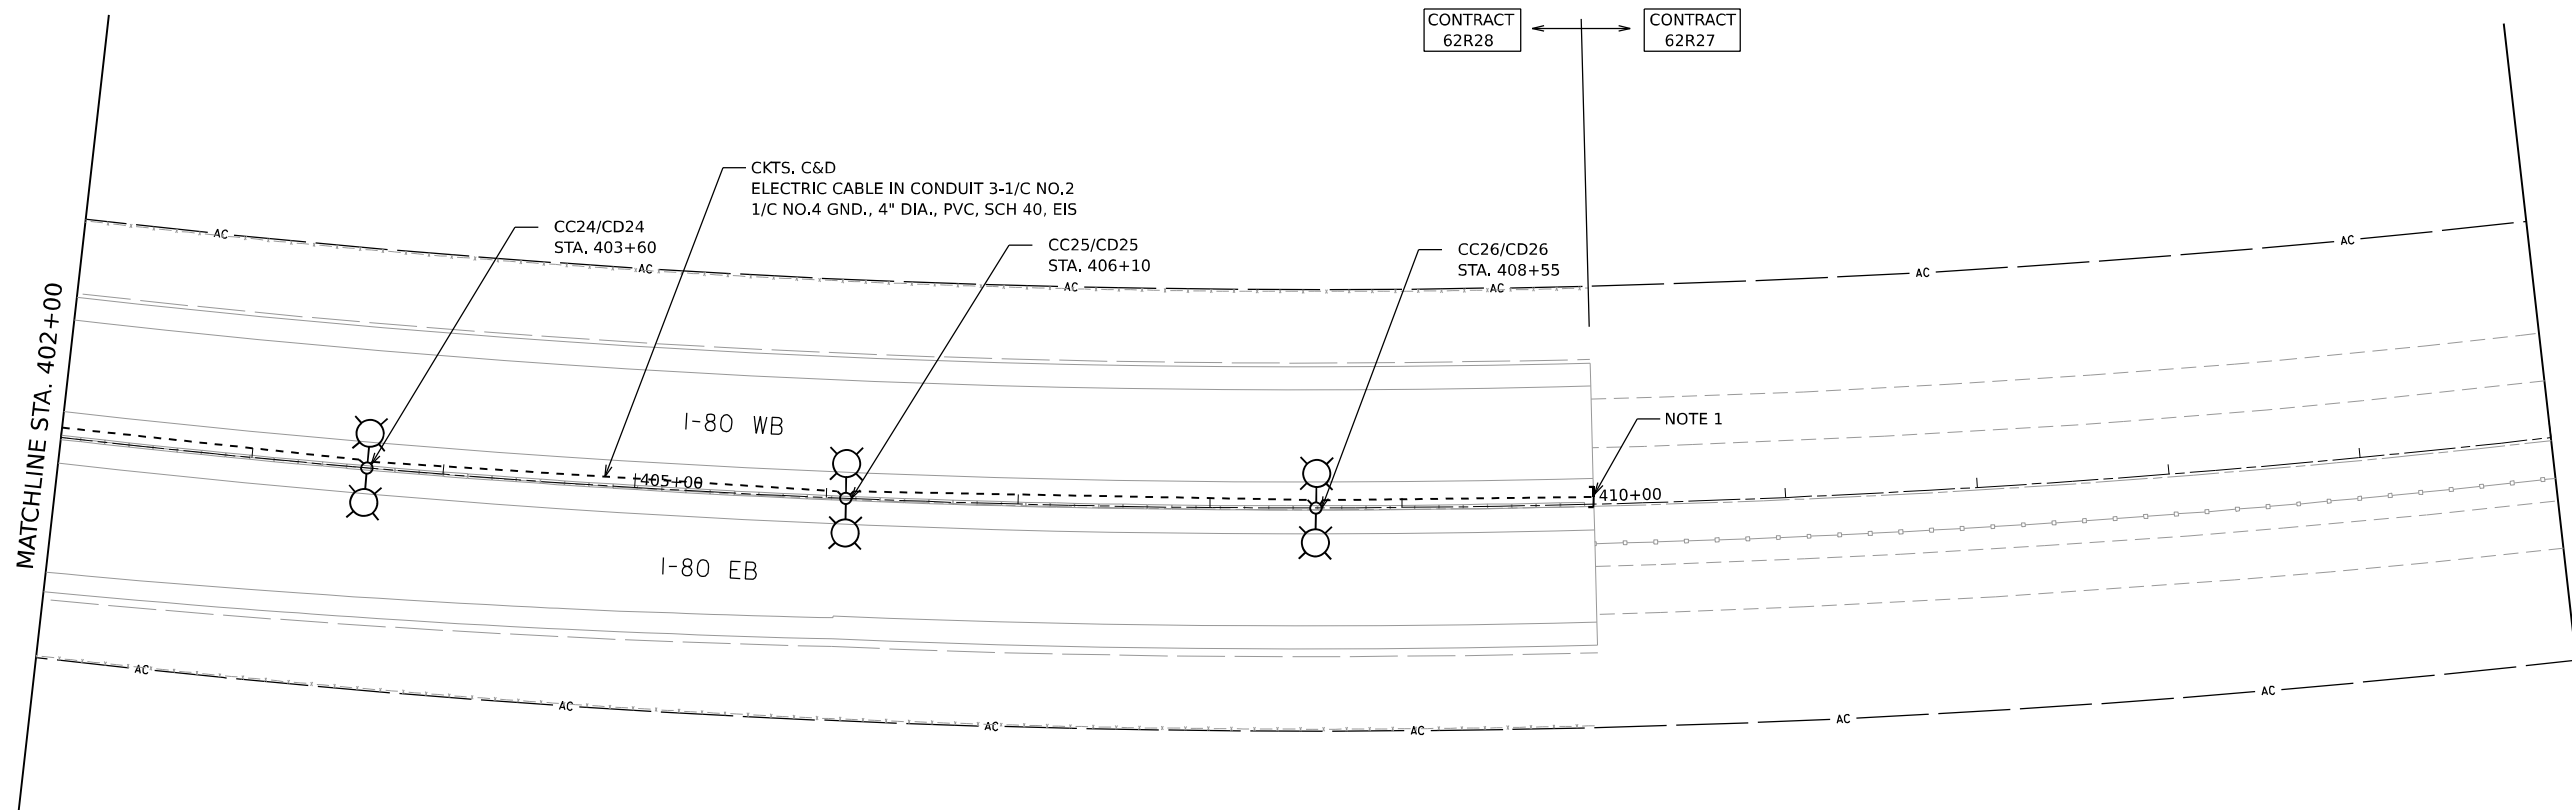 CONTRACT
62R28
CONTRACT
62R27
CKTS. C&D
ELECTRIC CABLE IN CONDUIT 3-1/C NO.2
1/C NO.4 GND., 4" DIA., PVC, SCH 40, EIS
CC24/CD24
STA. 403+60
CC25/CD25
STA. 406+10
CC26/CD26
STA. 408+55
AC
AC
AC
AC
AC
AC
MATCHLINE STA. 402+00
I-80 WB
NOTE 1
405+00
410+00
I-80 EB
AC
AC
AC
AC
AC
AC